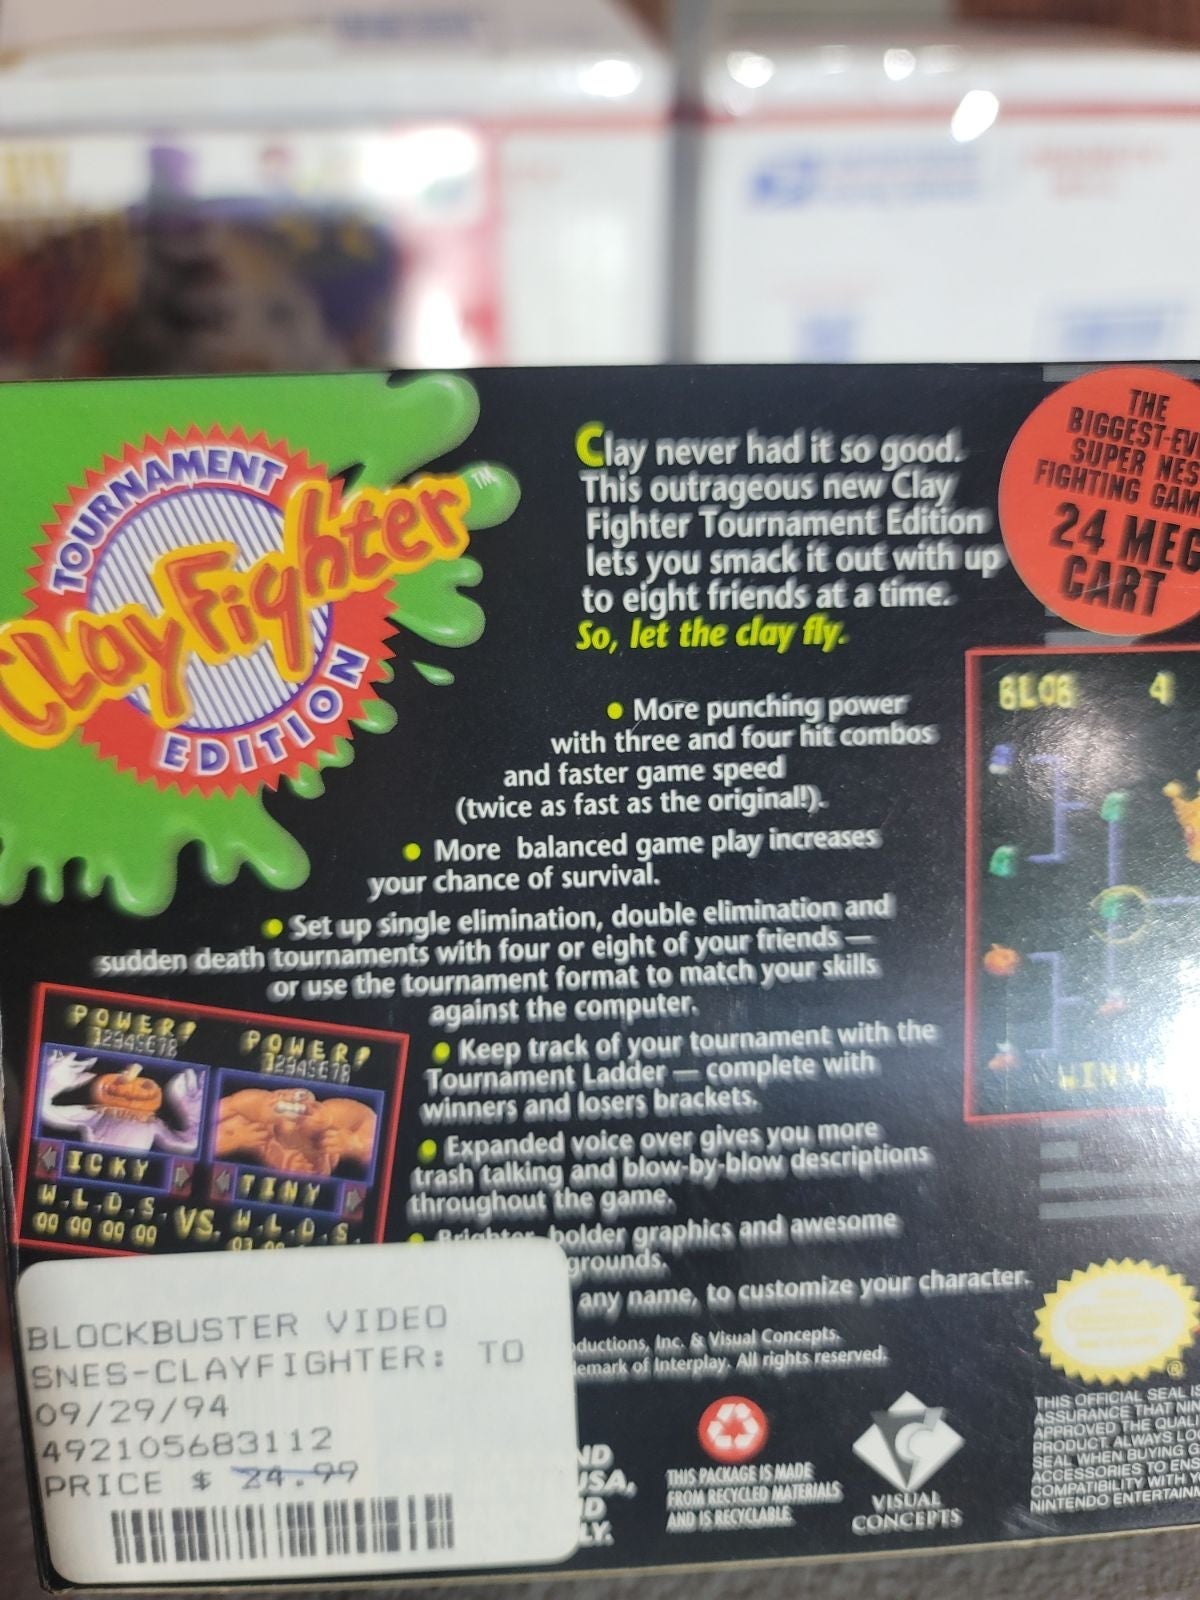 TOURNAMENT
ClayFighter™
EDITION
Clay never had it so good.
This outrageous new Clay
Fighter Tournament Edition
lets you smack it out with up
to eight friends at a time.
So, let the clay fly.
THE
BIGGEST-EV
SUPER NES
FIGHTING GAM
24 MEG
CART
• More punching power
with three and four hit combos
and faster game speed
(twice as fast as the original!).
• More balanced game play increases
your chance of survival.
• Set up single elimination, double elimination and
sudden death tournaments with four or eight of your friends —
or use the tournament format to match your skills
against the computer.
• Keep track of your tournament with the
Tournament Ladder — complete with
winners and losers brackets.
• Expanded voice over gives you more
trash talking and blow-by-blow descriptions
throughout the game.
• Brighter, bolder graphics and awesome
grounds.
any name, to customize your character.
ductions, Inc. & Visual Concepts.
emark of Interplay. All rights reserved.
BLOB 4
WINN
POWER! POWER!
12345678 12345678
ICKY TINY
W.L.D.S. VS. W.L.D.S.
00 00 00 00
BLOCKBUSTER VIDEO
SNES-CLAYFIGHTER: TO
09/29/94
492105683112
PRICE $ 24.99
ND
USA,
D
LY.
THIS PACKAGE IS MADE
FROM RECYCLED MATERIALS
AND IS RECYCLABLE.
VISUAL
CONCEPTS
®
THIS OFFICIAL SEAL IS
ASSURANCE THAT NIN
APPROVED THE QUALI
PRODUCT. ALWAYS LOO
SEAL WHEN BUYING G
ACCESSORIES TO ENS
COMPATIBILITY WITH Y
NINTENDO ENTERTAINM